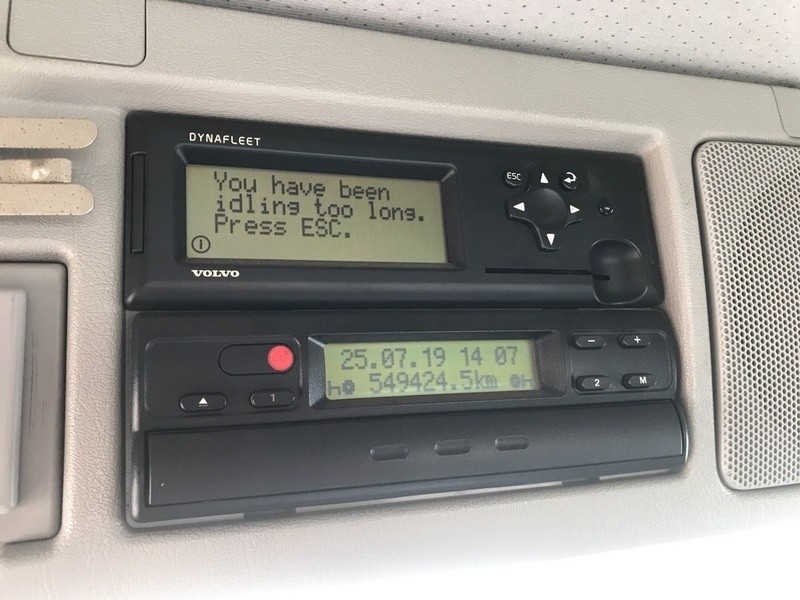 DYNAFLEET
You have been
idling too long.
Press ESC.
VOLVO
ESC
25.07.19 14 07
549424.5km
1
- +
2 M